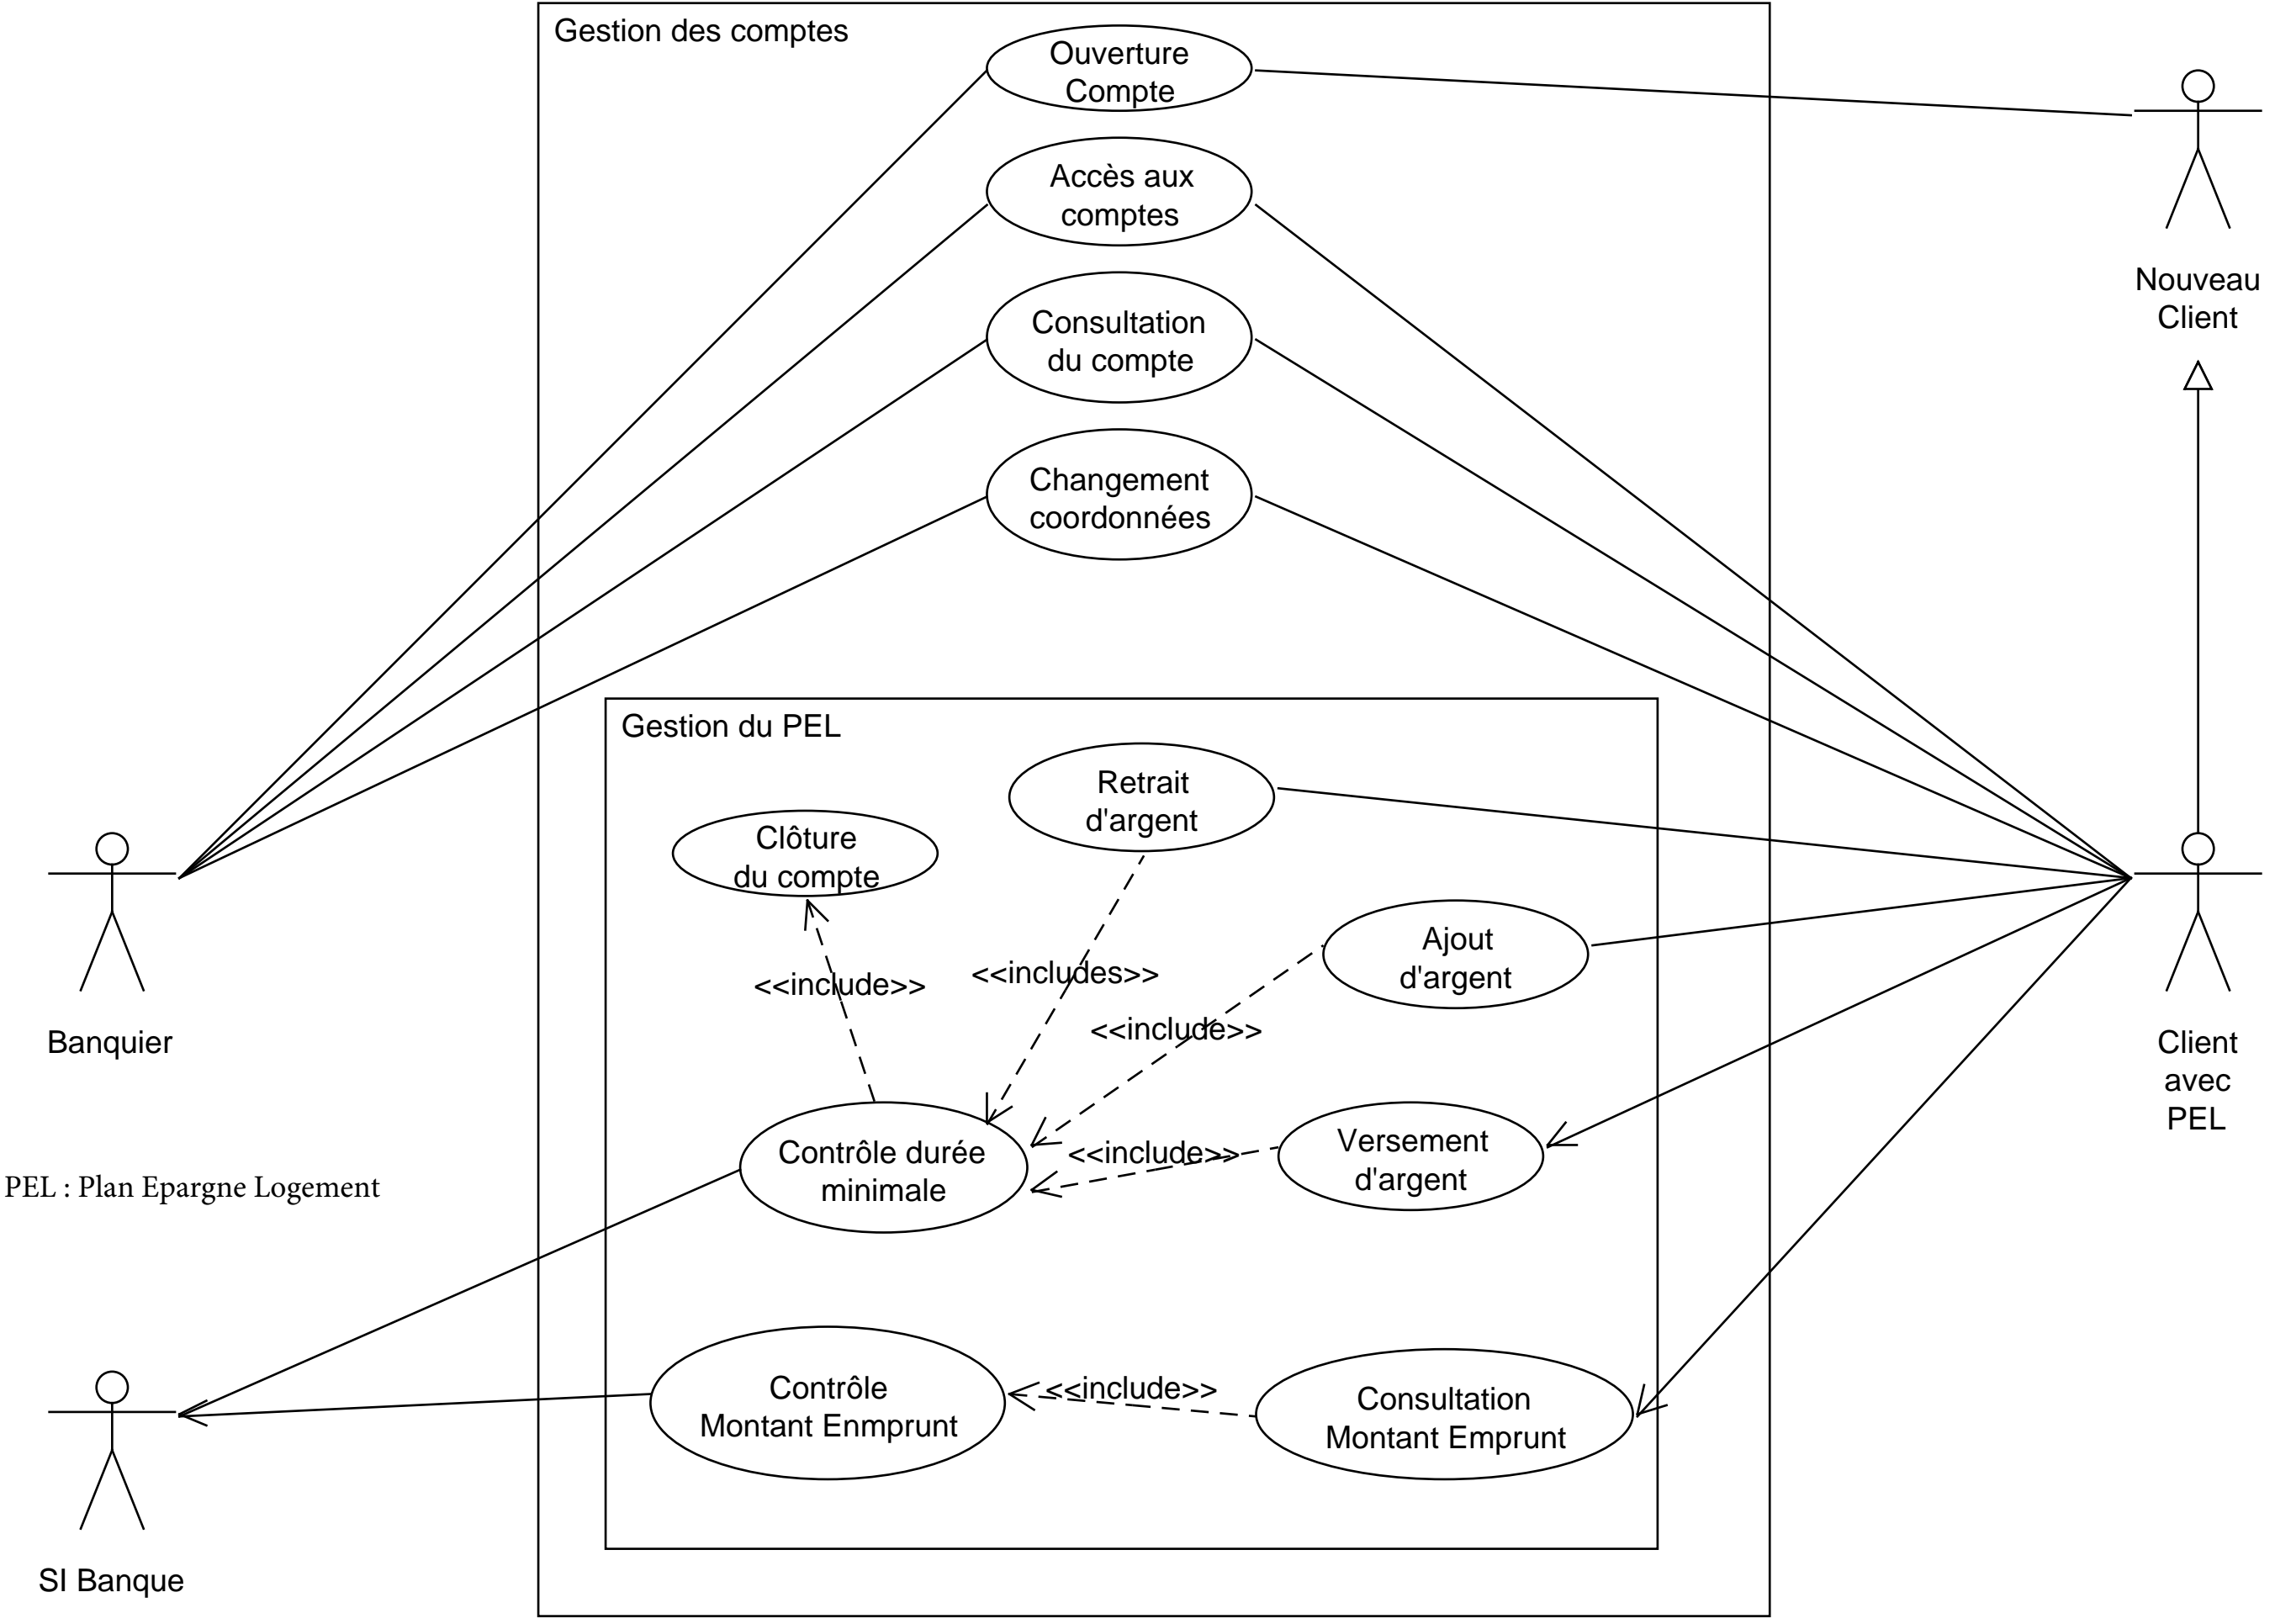 Gestion des comptes
Ouverture
Compte
Accès aux
comptes
Nouveau
Client
Consultation
du compte
Changement
coordonnées
Gestion du PEL
Retrait
d'argent
Clôture
du compte
Ajout
d'argent
<<include>>
<<includes>>
<<include>>
Banquier
Client
avec
PEL
Contrôle durée
minimale
<<include>>
Versement
d'argent
PEL : Plan Epargne Logement
Contrôle
Montant Enmprunt
<<include>>
Consultation
Montant Emprunt
SI Banque